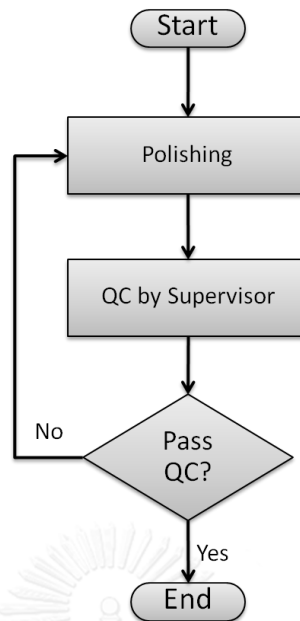 Start
Polishing
QC by Supervisor
Pass
QC?
No
Yes
End